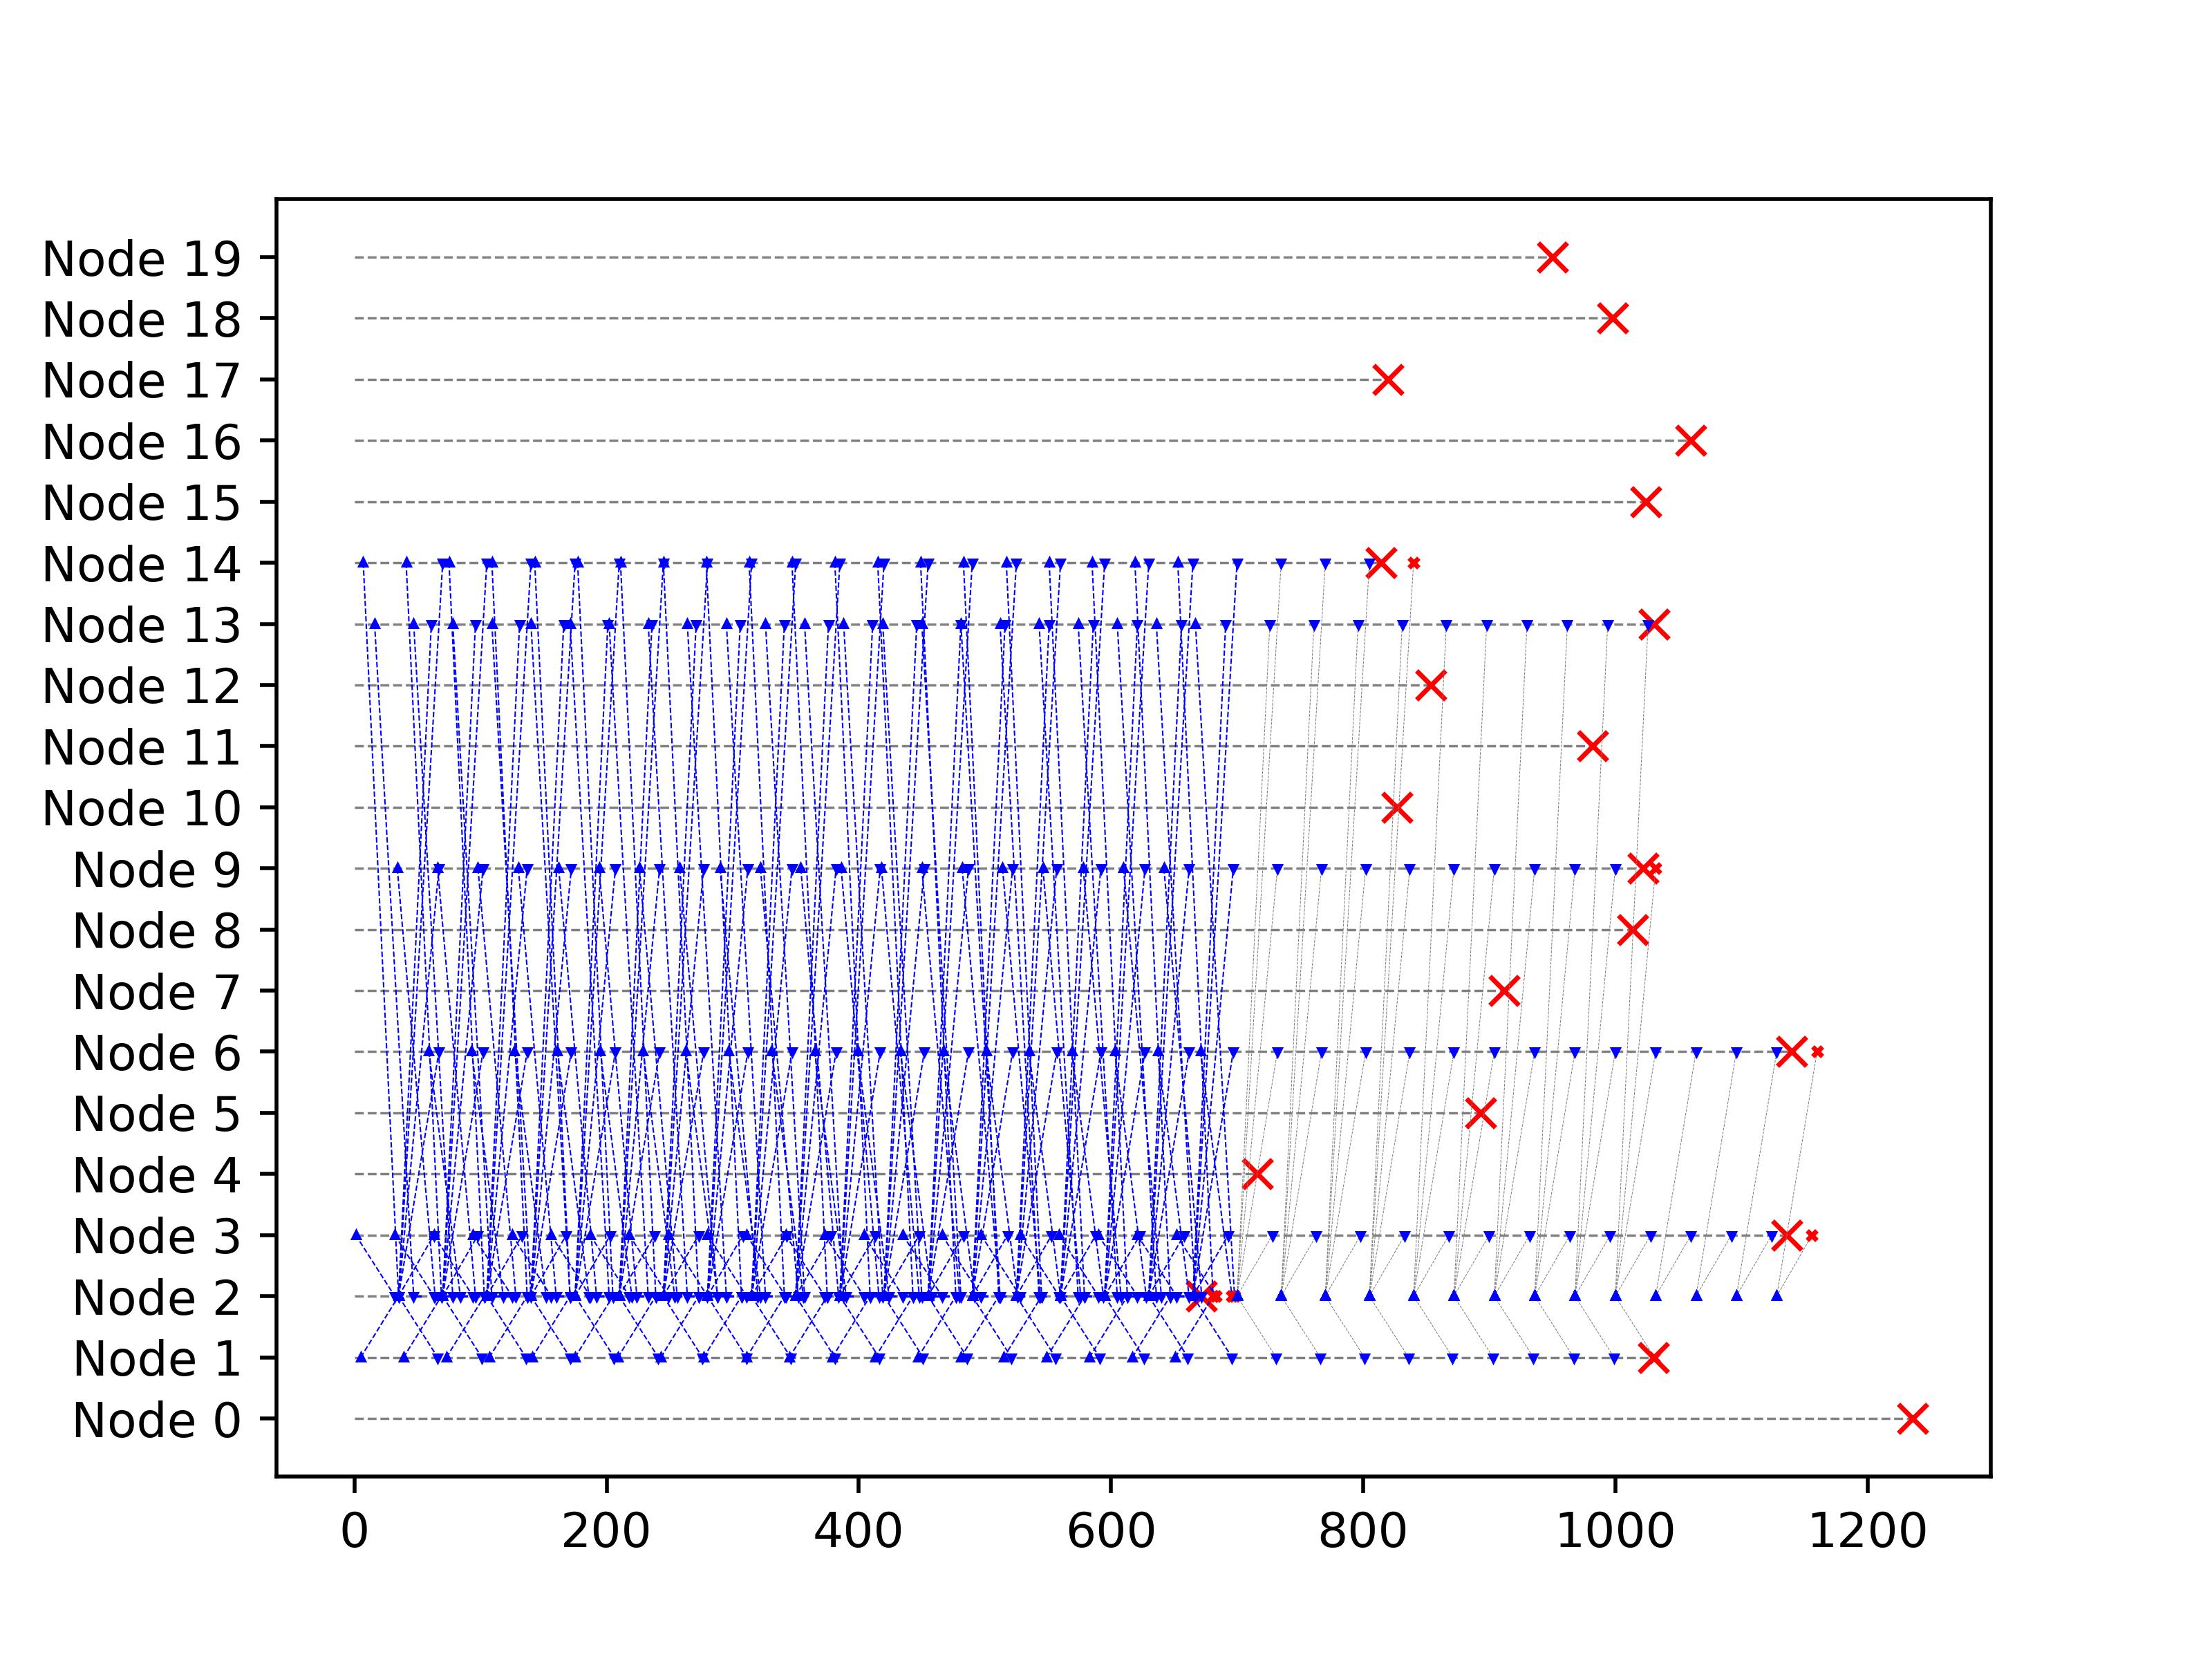 Node 19
Node 18
Node 17
Node 16
Node 15
Node 14
Node 13
Node 12
Node 11
Node 10
Node 9
Node 8
Node 7
Node 6
Node 5
Node 4
Node 3
Node 2
Node 1
Node 0
0 200 400 600 800 1000 1200